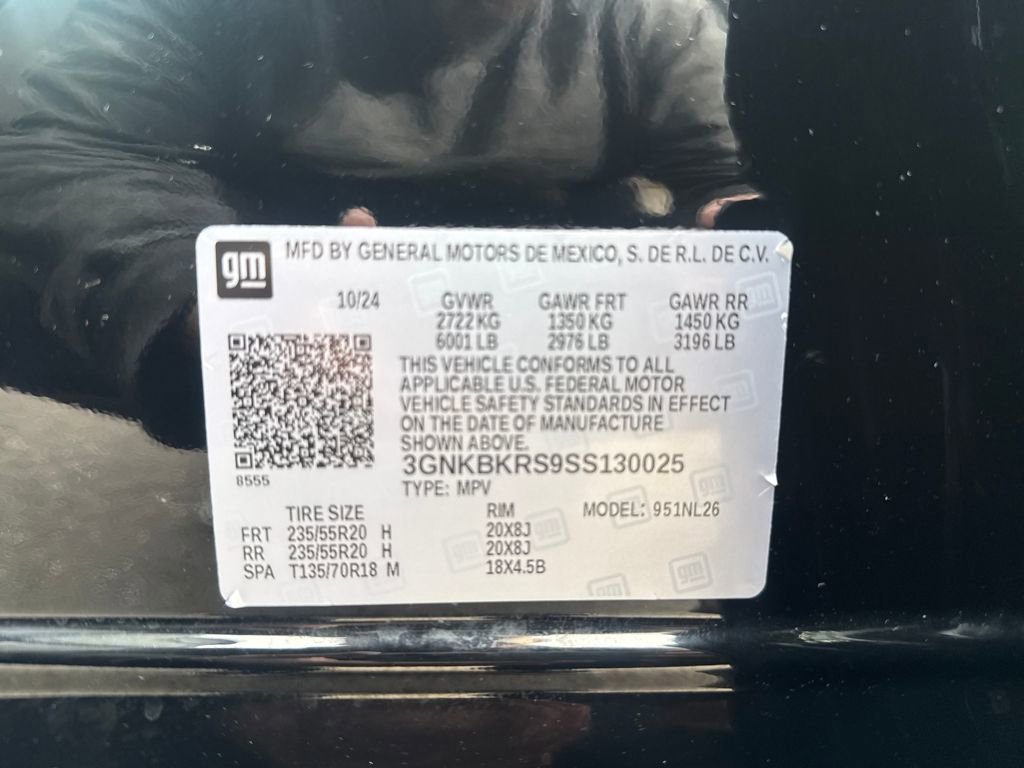 gm
MFD BY GENERAL MOTORS DE MEXICO, S. DE R.L. DE C.V.
10/24 GVWR GAWR FRT GAWR RR
2722 KG 1350 KG 1450 KG
6001 LB 2976 LB 3196 LB
THIS VEHICLE CONFORMS TO ALL
APPLICABLE U.S. FEDERAL MOTOR
VEHICLE SAFETY STANDARDS IN EFFECT
ON THE DATE OF MANUFACTURE
SHOWN ABOVE.
3GNKBKRS9SS130025
8555
TYPE: MPV
TIRE SIZE RIM MODEL: 951NL26
FRT 235/55R20 H 20X8J
RR 235/55R20 H 20X8J
SPA T135/70R18 M 18X4.5B